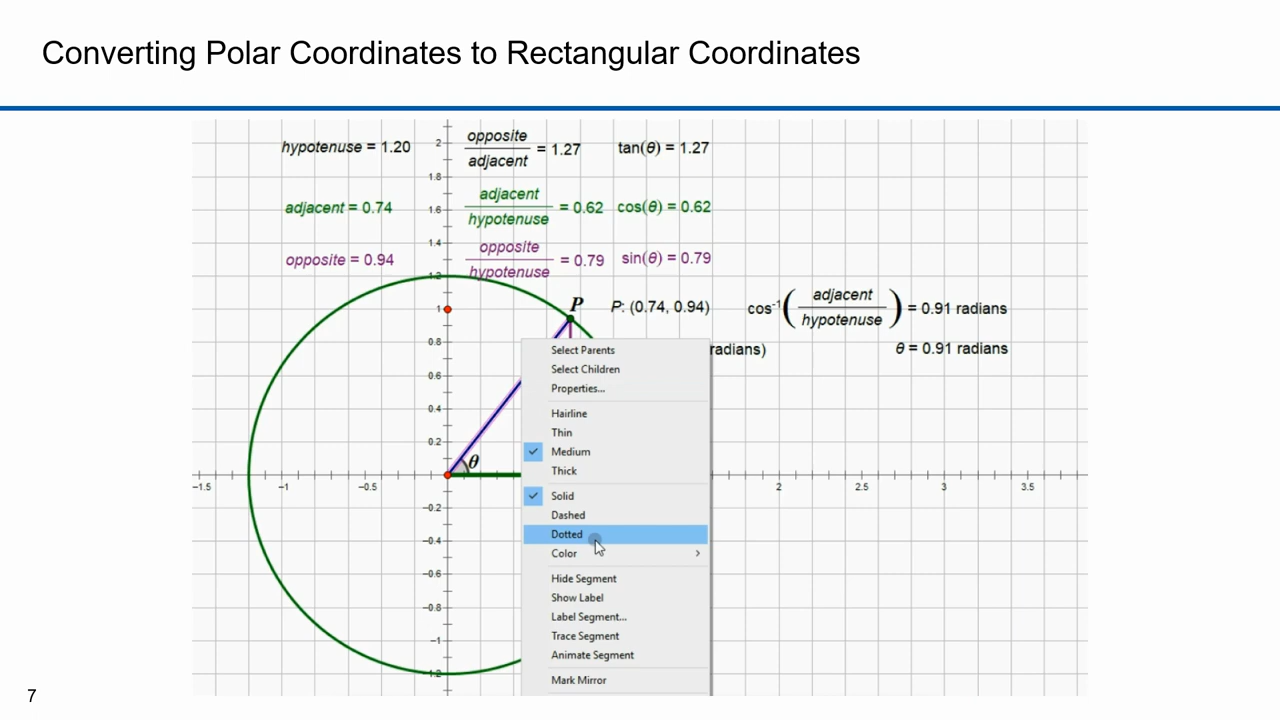 Converting Polar Coordinates to Rectangular Coordinates
hypotenuse = 1.20
opposite
adjacent
= 1.27
tan(θ) = 1.27
adjacent = 0.74
adjacent
hypotenuse
= 0.62
cos(θ) = 0.62
opposite = 0.94
opposite
hypotenuse
= 0.79
sin(θ) = 0.79
P
P: (0.74, 0.94)
cos⁻¹(adjacent
hypotenuse) = 0.91 radians
radians)
θ = 0.91 radians
θ
2
1.8
1.6
1.4
1.2
1
0.8
0.6
0.4
0.2
−0.2
−0.4
−0.6
−0.8
−1
−1.2
−1.5
−1
−0.5
2
2.5
3
3.5
Select Parents
Select Children
Properties...
Hairline
Thin
Medium
Thick
Solid
Dashed
Dotted
Color
Hide Segment
Show Label
Label Segment...
Trace Segment
Animate Segment
Mark Mirror
7